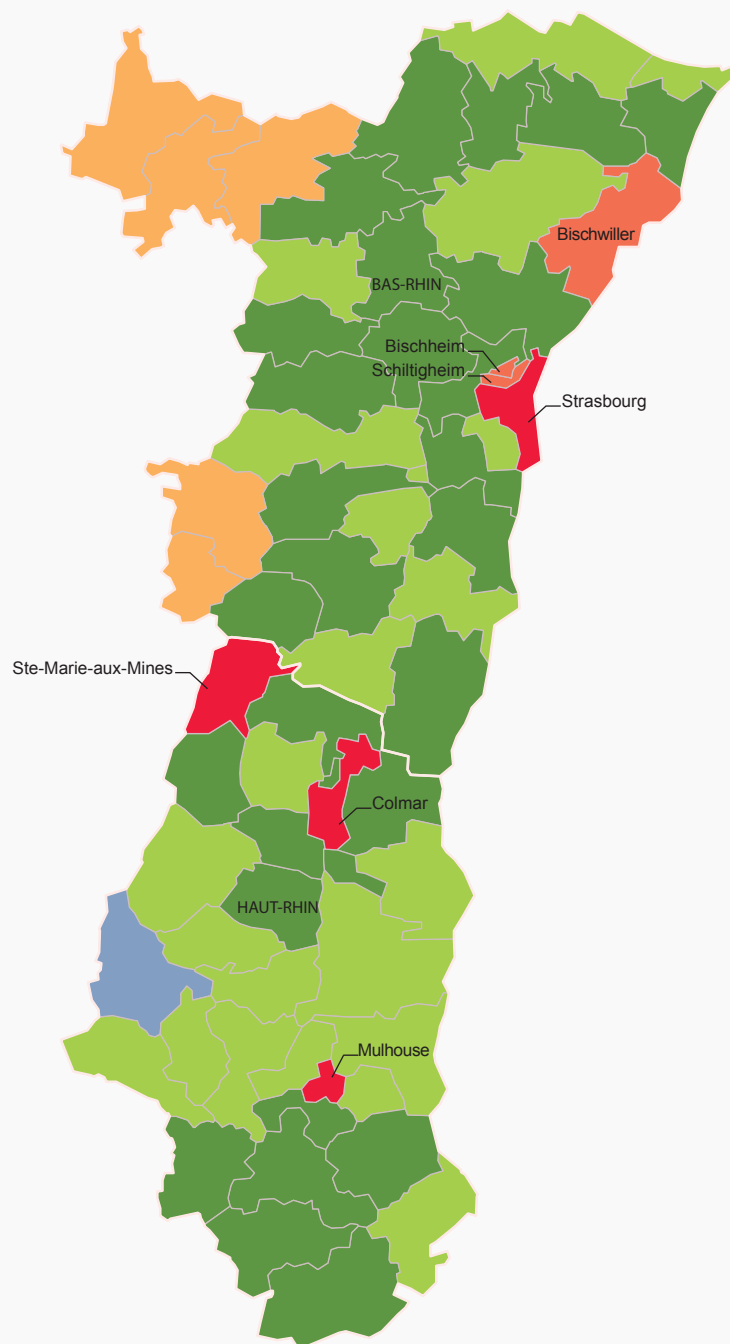 Bischwiller
BAS-RHIN
Bischheim
Schiltigheim
Strasbourg
Ste-Marie-aux-Mines
Colmar
HAUT-RHIN
Mulhouse